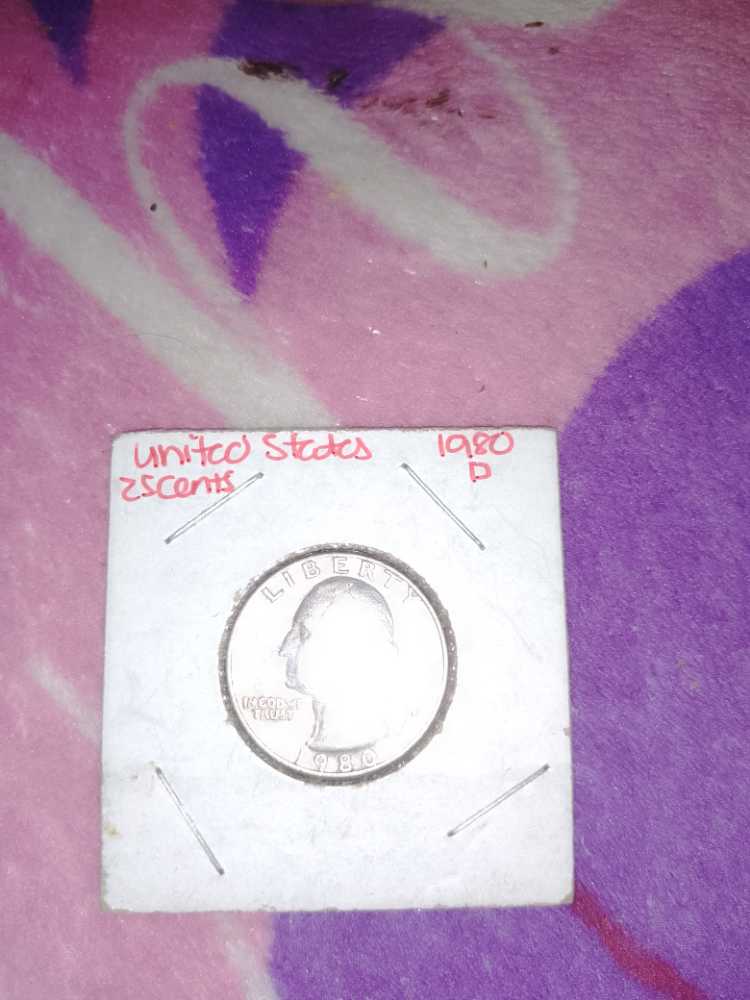 United States 1980
25Cents D
LIBERTY
IN GOD WE
TRUST
1980